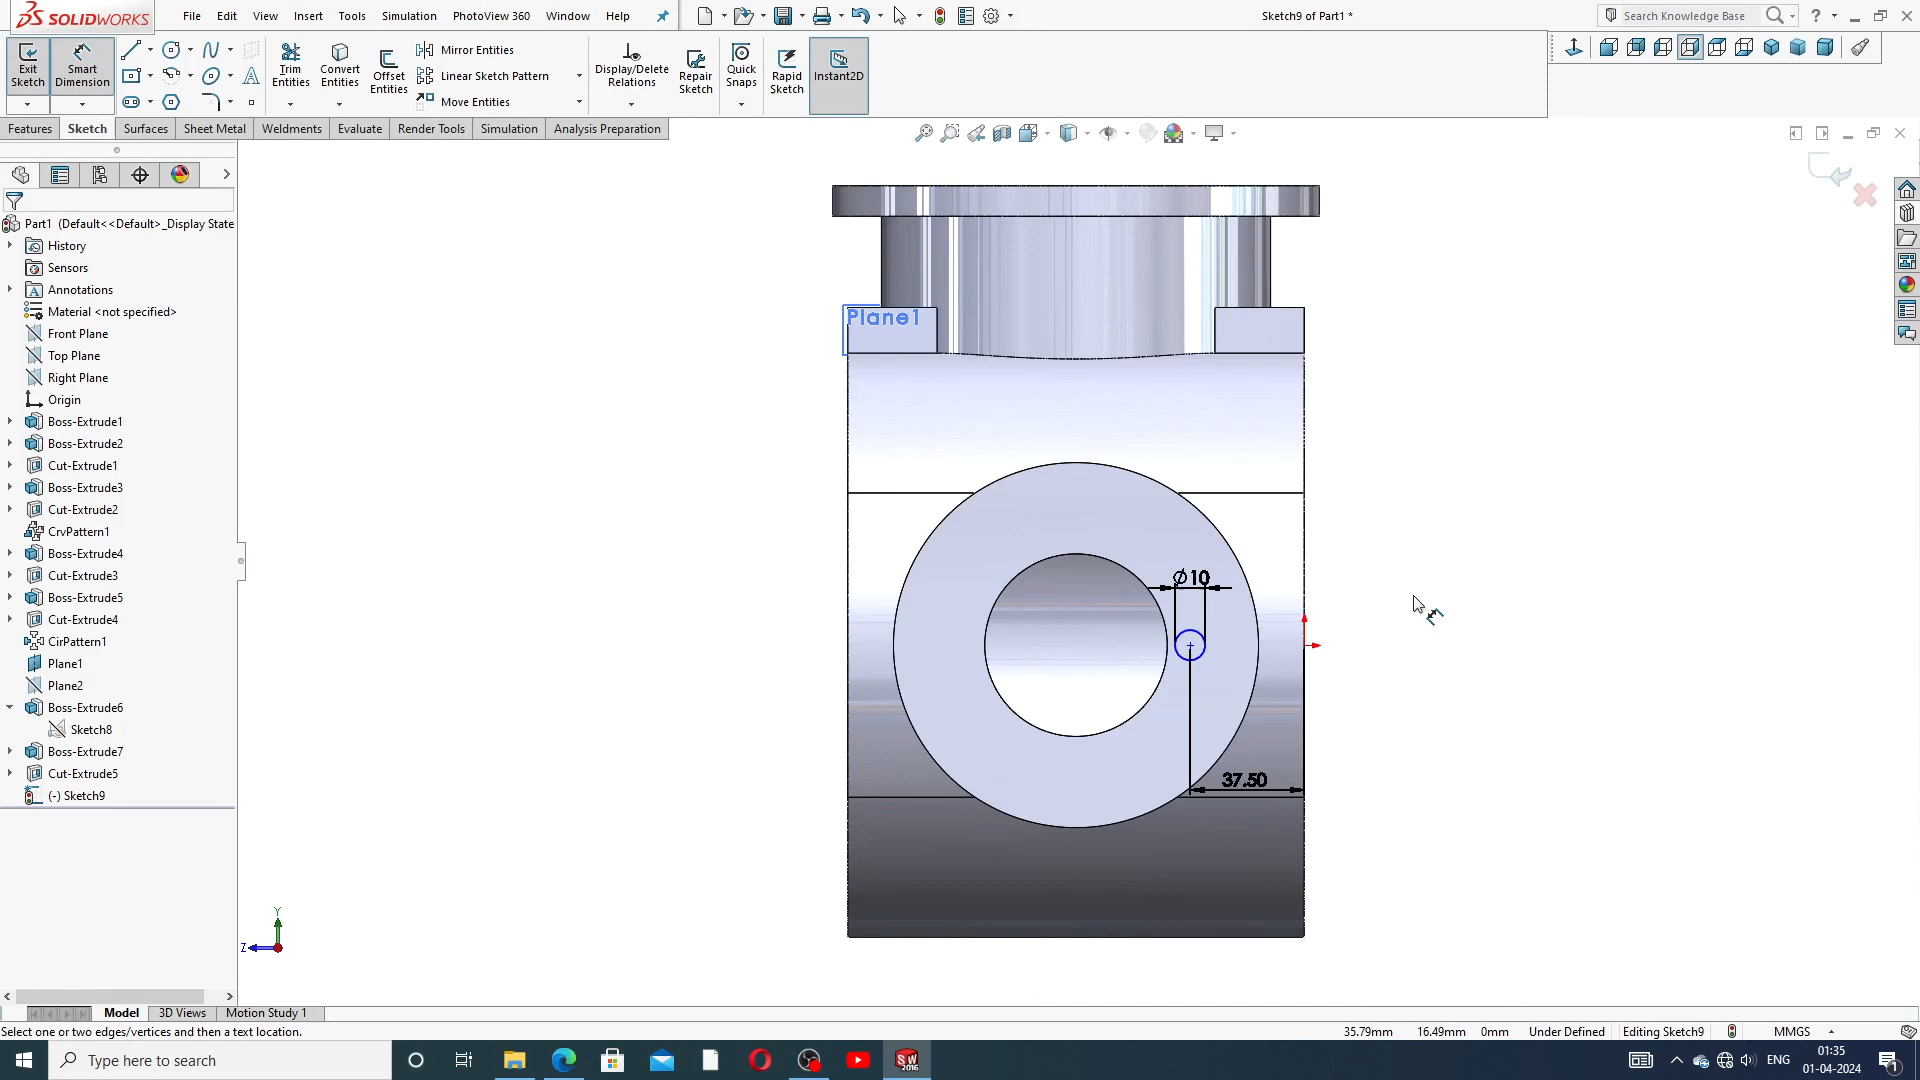 SOLIDWORKS File Edit View Insert Tools Simulation PhotoView 360 Window Help Sketch9 of Part1 * Search Knowledge Base
Exit Sketch Smart Dimension Trim Entities Convert Entities Offset Entities Mirror Entities Linear Sketch Pattern Move Entities Display/Delete Relations Repair Sketch Quick Snaps Rapid Sketch Instant2D
Features Sketch Surfaces Sheet Metal Weldments Evaluate Render Tools Simulation Analysis Preparation
Part1 (Default<<Default>_Display State
History
Sensors
Annotations
Material <not specified>
Front Plane
Top Plane
Right Plane
Origin
Boss-Extrude1
Boss-Extrude2
Cut-Extrude1
Boss-Extrude3
Cut-Extrude2
CrvPattern1
Boss-Extrude4
Cut-Extrude3
Boss-Extrude5
Cut-Extrude4
CirPattern1
Plane1
Plane2
Boss-Extrude6
Sketch8
Boss-Extrude7
Cut-Extrude5
(-) Sketch9
Plane1
Ø10
37.50
Y
Z
Model 3D Views Motion Study 1
Select one or two edges/vertices and then a text location. 35.79mm 16.49mm 0mm Under Defined Editing Sketch9 MMGS
Type here to search SW 2016 ENG 01:35 01-04-2024 1